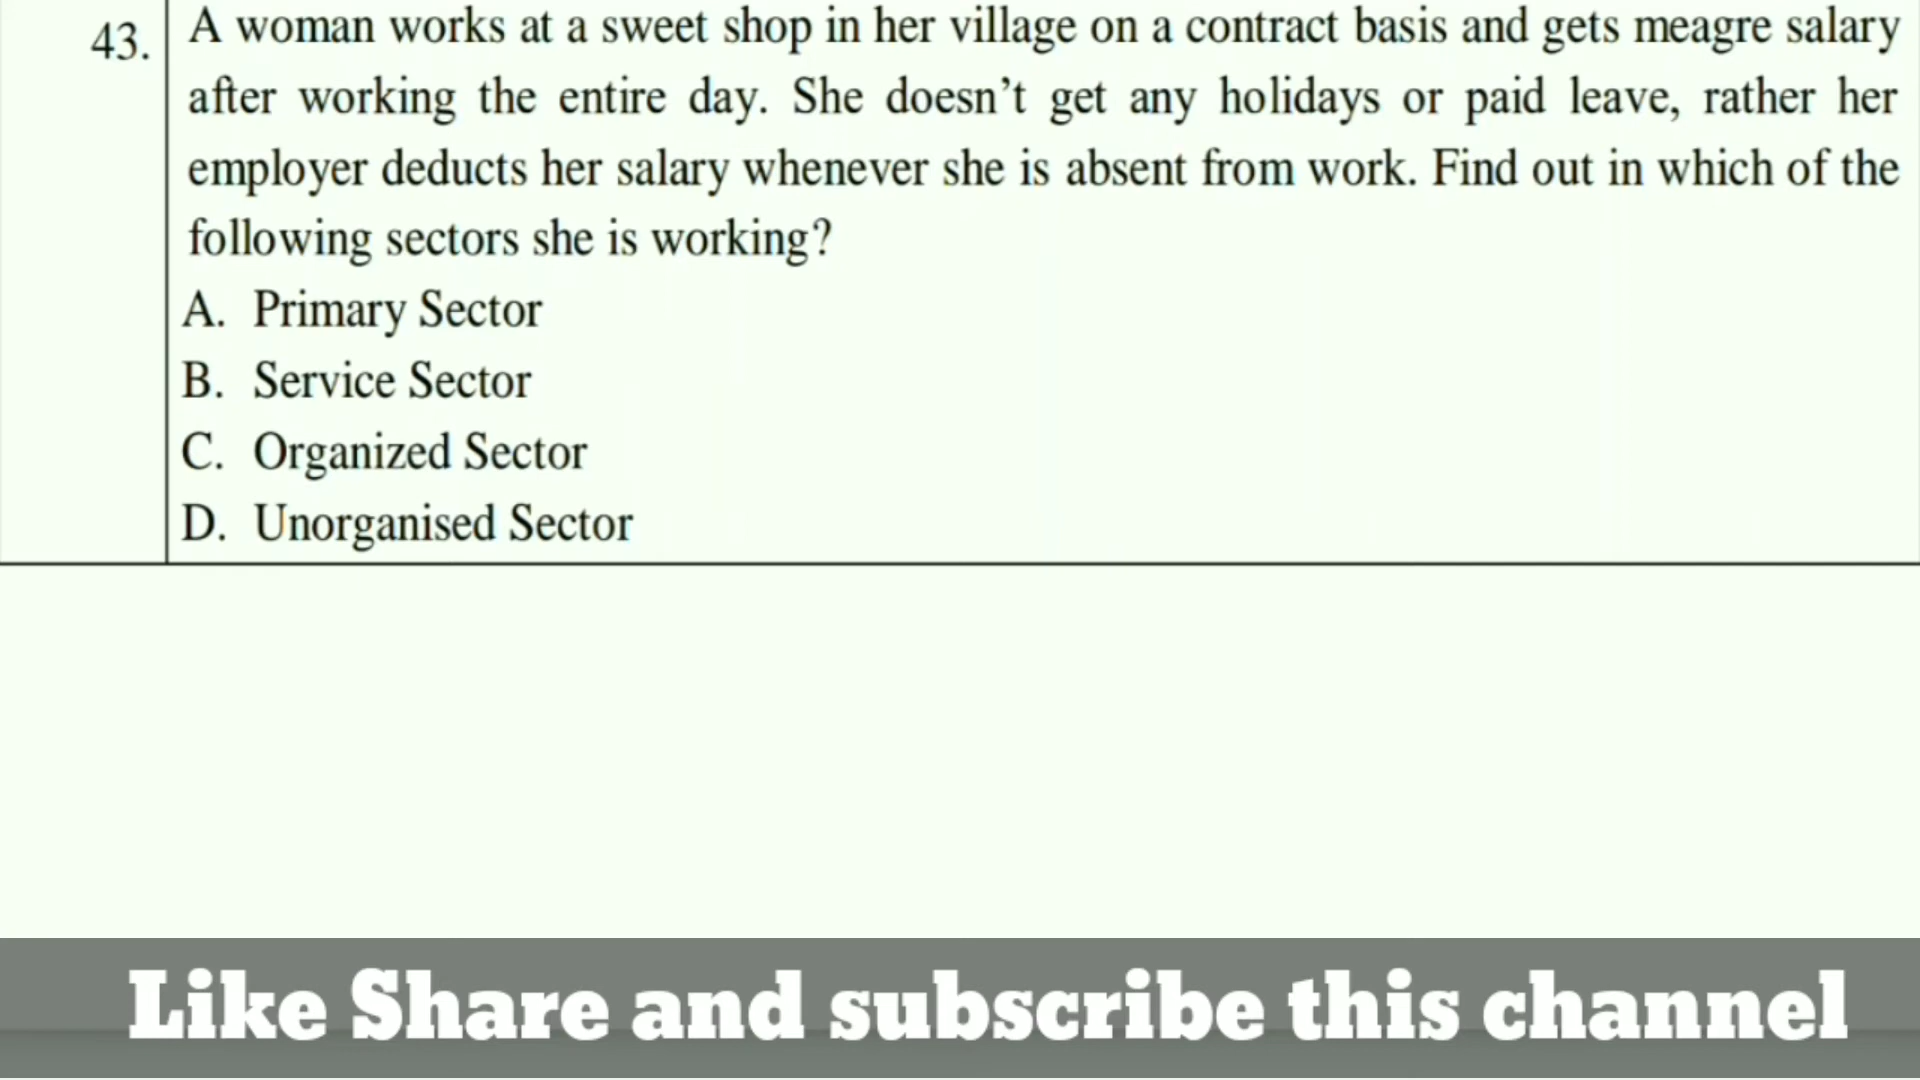 43.
A woman works at a sweet shop in her village on a contract basis and gets meagre salary
after working the entire day. She doesn’t get any holidays or paid leave, rather her
employer deducts her salary whenever she is absent from work. Find out in which of the
following sectors she is working?
A. Primary Sector
B. Service Sector
C. Organized Sector
D. Unorganised Sector
Like Share and subscribe this channel